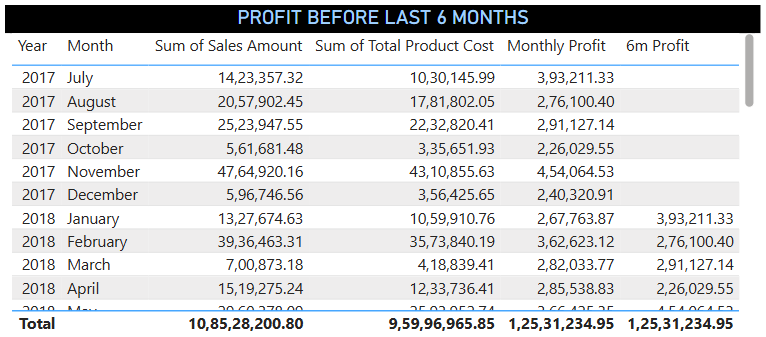 PROFIT BEFORE LAST 6 MONTHS
Year Month Sum of Sales Amount Sum of Total Product Cost Monthly Profit 6m Profit
2017 July 14,23,357.32 10,30,145.99 3,93,211.33
2017 August 20,57,902.45 17,81,802.05 2,76,100.40
2017 September 25,23,947.55 22,32,820.41 2,91,127.14
2017 October 5,61,681.48 3,35,651.93 2,26,029.55
2017 November 47,64,920.16 43,10,855.63 4,54,064.53
2017 December 5,96,746.56 3,56,425.65 2,40,320.91
2018 January 13,27,674.63 10,59,910.76 2,67,763.87 3,93,211.33
2018 February 39,36,463.31 35,73,840.19 3,62,623.12 2,76,100.40
2018 March 7,00,873.18 4,18,839.41 2,82,033.77 2,91,127.14
2018 April 15,19,275.24 12,33,736.41 2,85,538.83 2,26,029.55
2018 May
Total 10,85,28,200.80 9,59,96,965.85 1,25,31,234.95 1,25,31,234.95